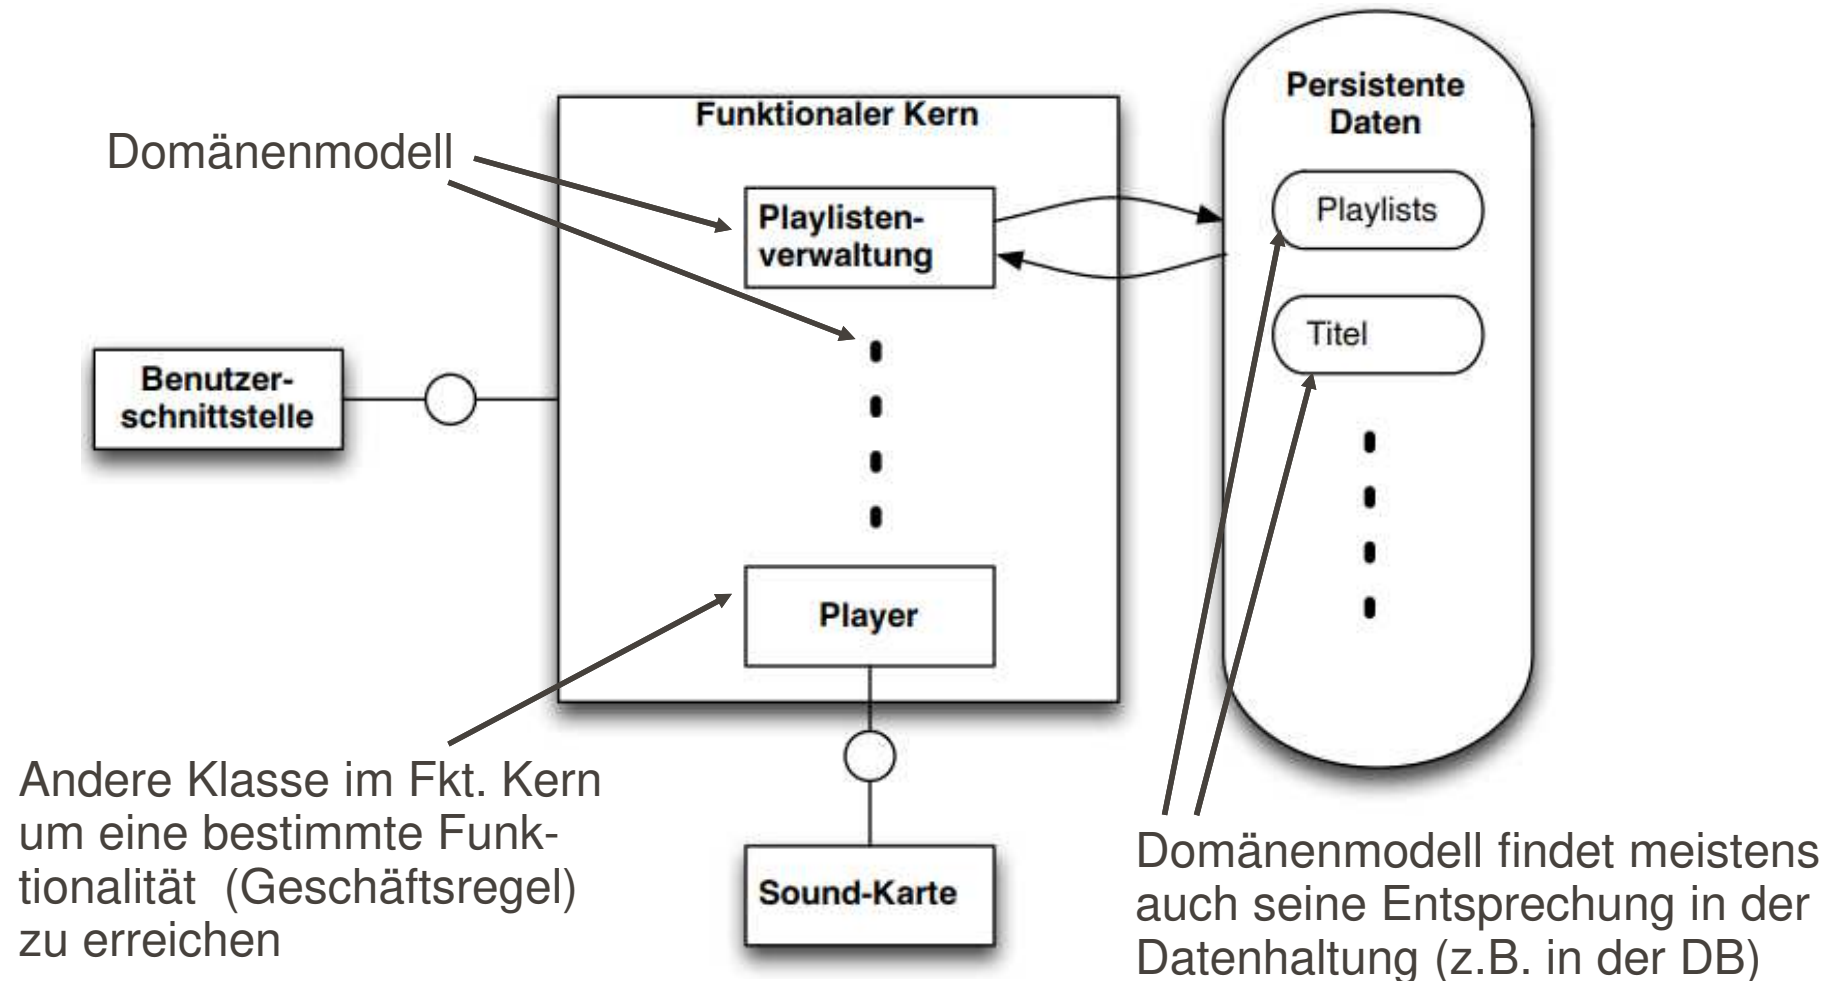 Persistente
Daten
Funktionaler Kern
Domänenmodell
Playlisten-
verwaltung
Playlists
Titel
Benutzer-
schnittstelle
Player
Andere Klasse im Fkt. Kern
um eine bestimmte Funk-
tionalität (Geschäftsregel)
zu erreichen
Sound-Karte
Domänenmodell findet meistens
auch seine Entsprechung in der
Datenhaltung (z.B. in der DB)